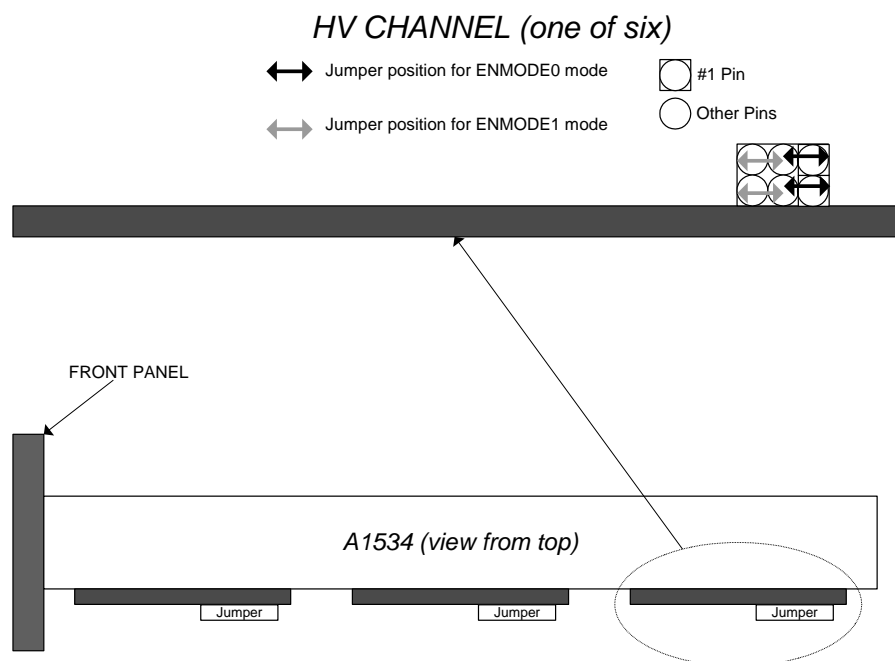 HV CHANNEL (one of six)
Jumper position for ENMODE0 mode
#1 Pin
Other Pins
Jumper position for ENMODE1 mode
FRONT PANEL
A1534 (view from top)
Jumper
Jumper
Jumper